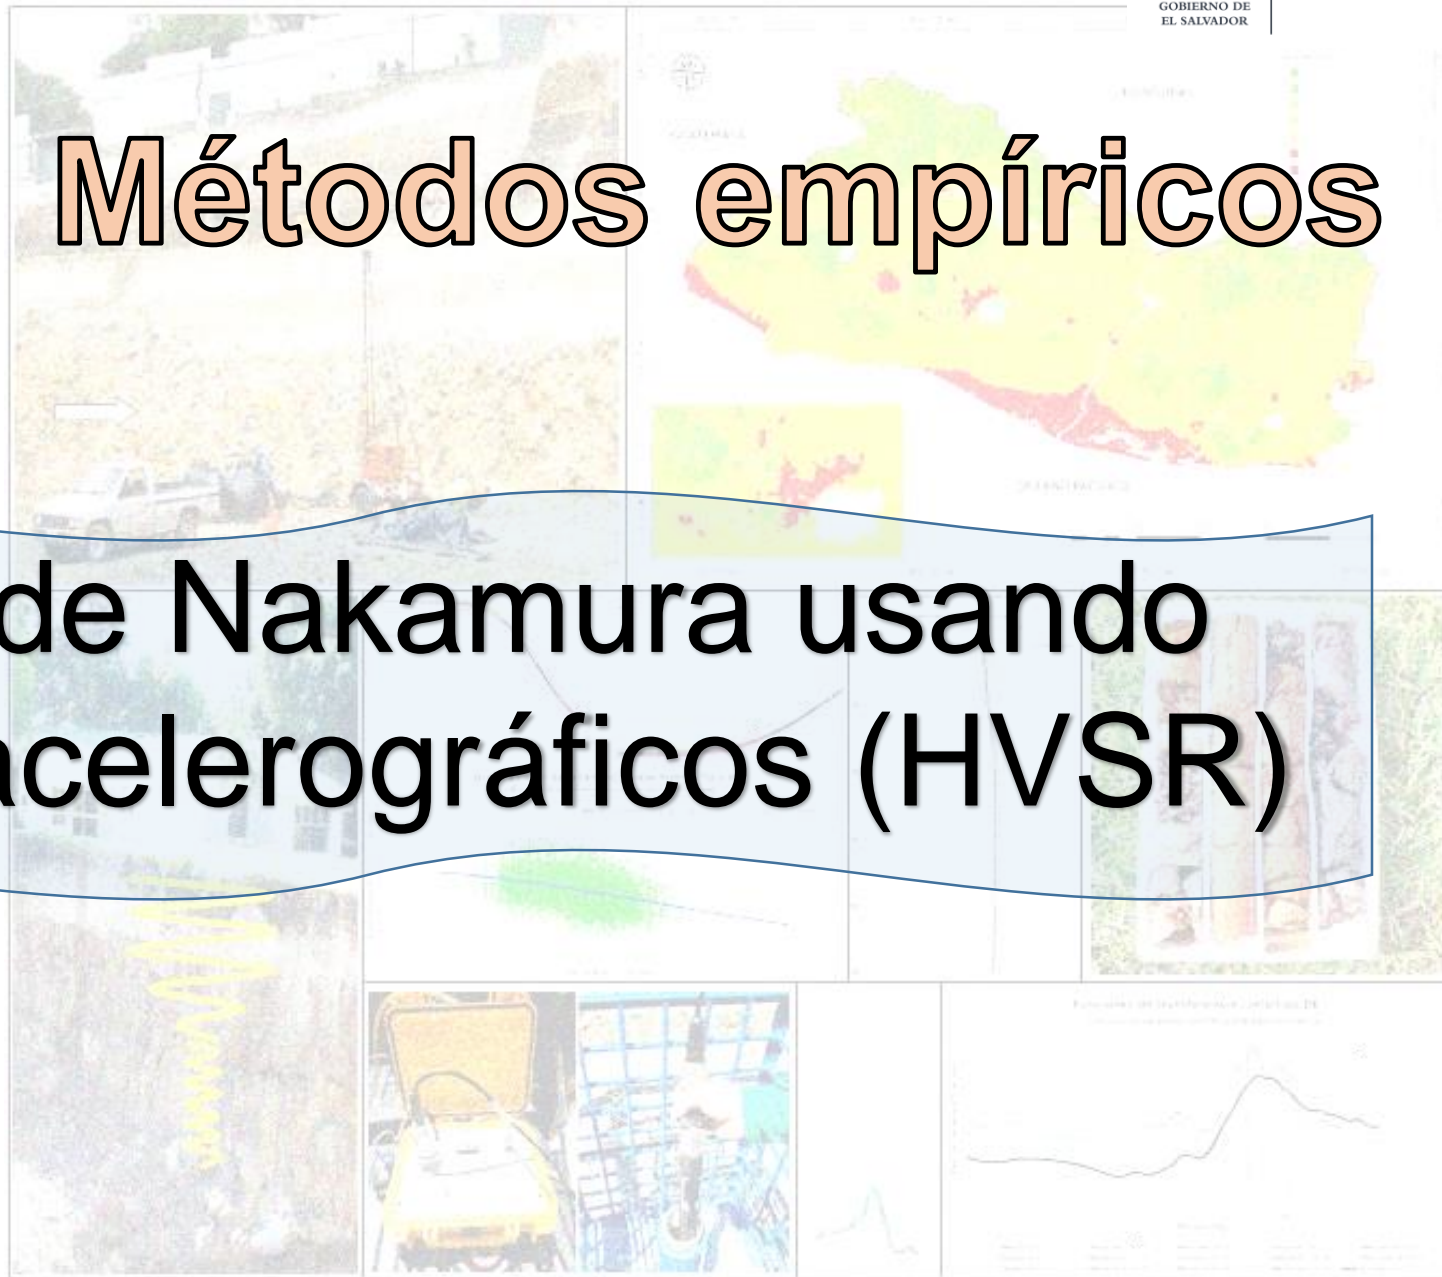 GOBIERNO DE
EL SALVADOR
Métodos empíricos
de Nakamura usando
acelerográficos (HVSR)